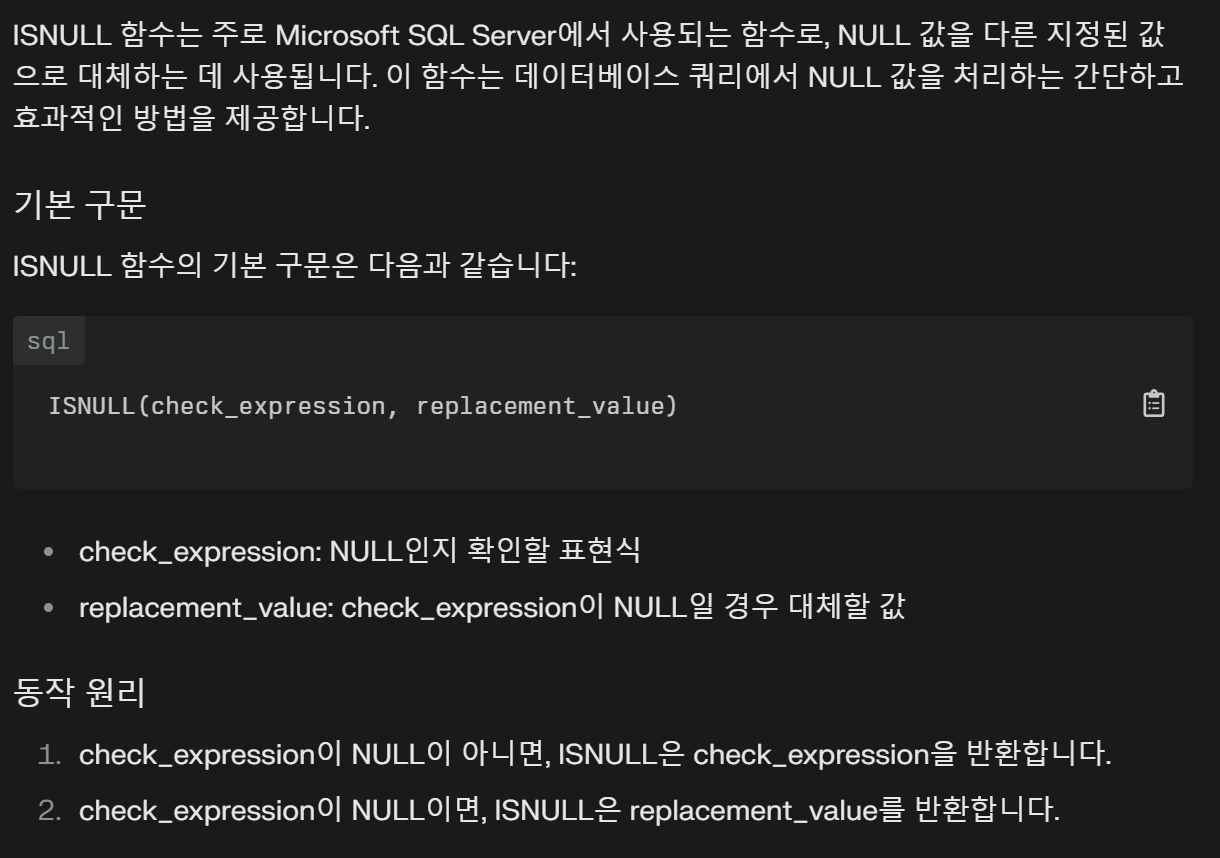 ISNULL 함수는 주로 Microsoft SQL Server에서 사용되는 함수로, NULL 값을 다른 지정된 값
으로 대체하는 데 사용됩니다. 이 함수는 데이터베이스 쿼리에서 NULL 값을 처리하는 간단하고
효과적인 방법을 제공합니다.
기본 구문
ISNULL 함수의 기본 구문은 다음과 같습니다:
sql
ISNULL(check_expression, replacement_value)
• check_expression: NULL인지 확인할 표현식
• replacement_value: check_expression이 NULL일 경우 대체할 값
동작 원리
1. check_expression이 NULL이 아니면, ISNULL은 check_expression을 반환합니다.
2. check_expression이 NULL이면, ISNULL은 replacement_value를 반환합니다.